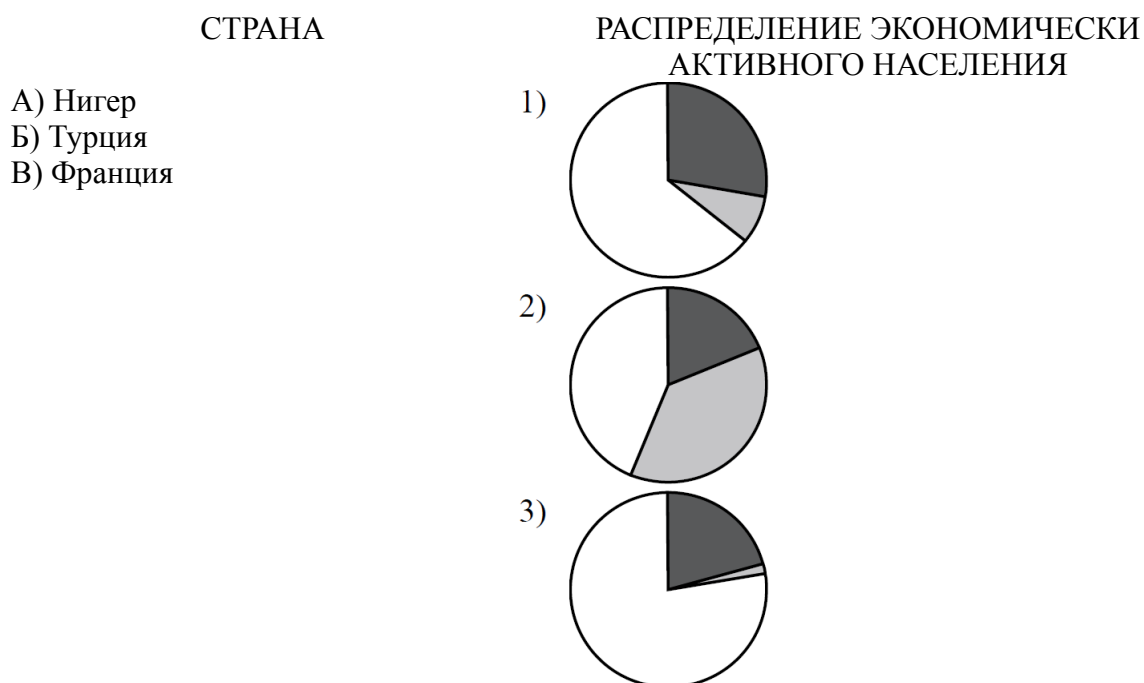 СТРАНА
РАСПРЕДЕЛЕНИЕ ЭКОНОМИЧЕСКИ
АКТИВНОГО НАСЕЛЕНИЯ
А) Нигер
Б) Турция
В) Франция
1)
2)
3)